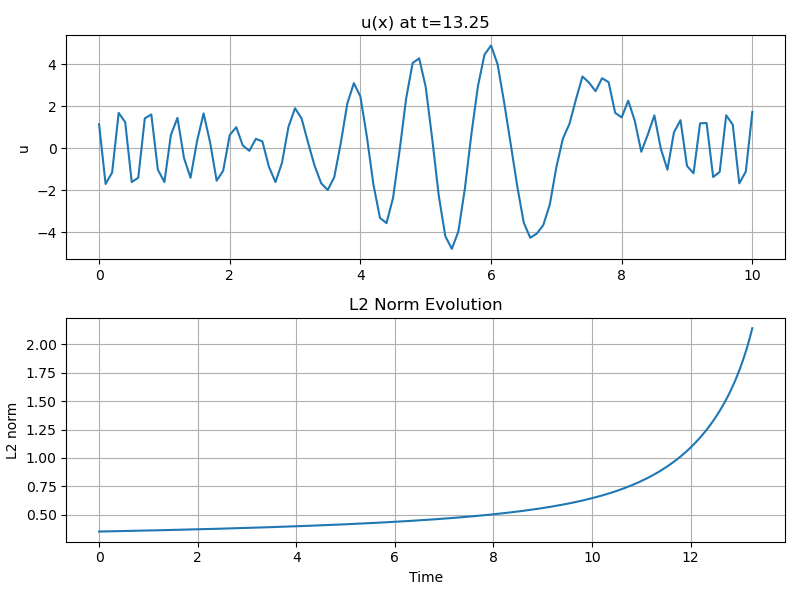 u(x) at t=13.25
u
4
2
0
−2
−4
0 2 4 6 8 10
L2 Norm Evolution
L2 norm
2.00
1.75
1.50
1.25
1.00
0.75
0.50
0 2 4 6 8 10 12
Time